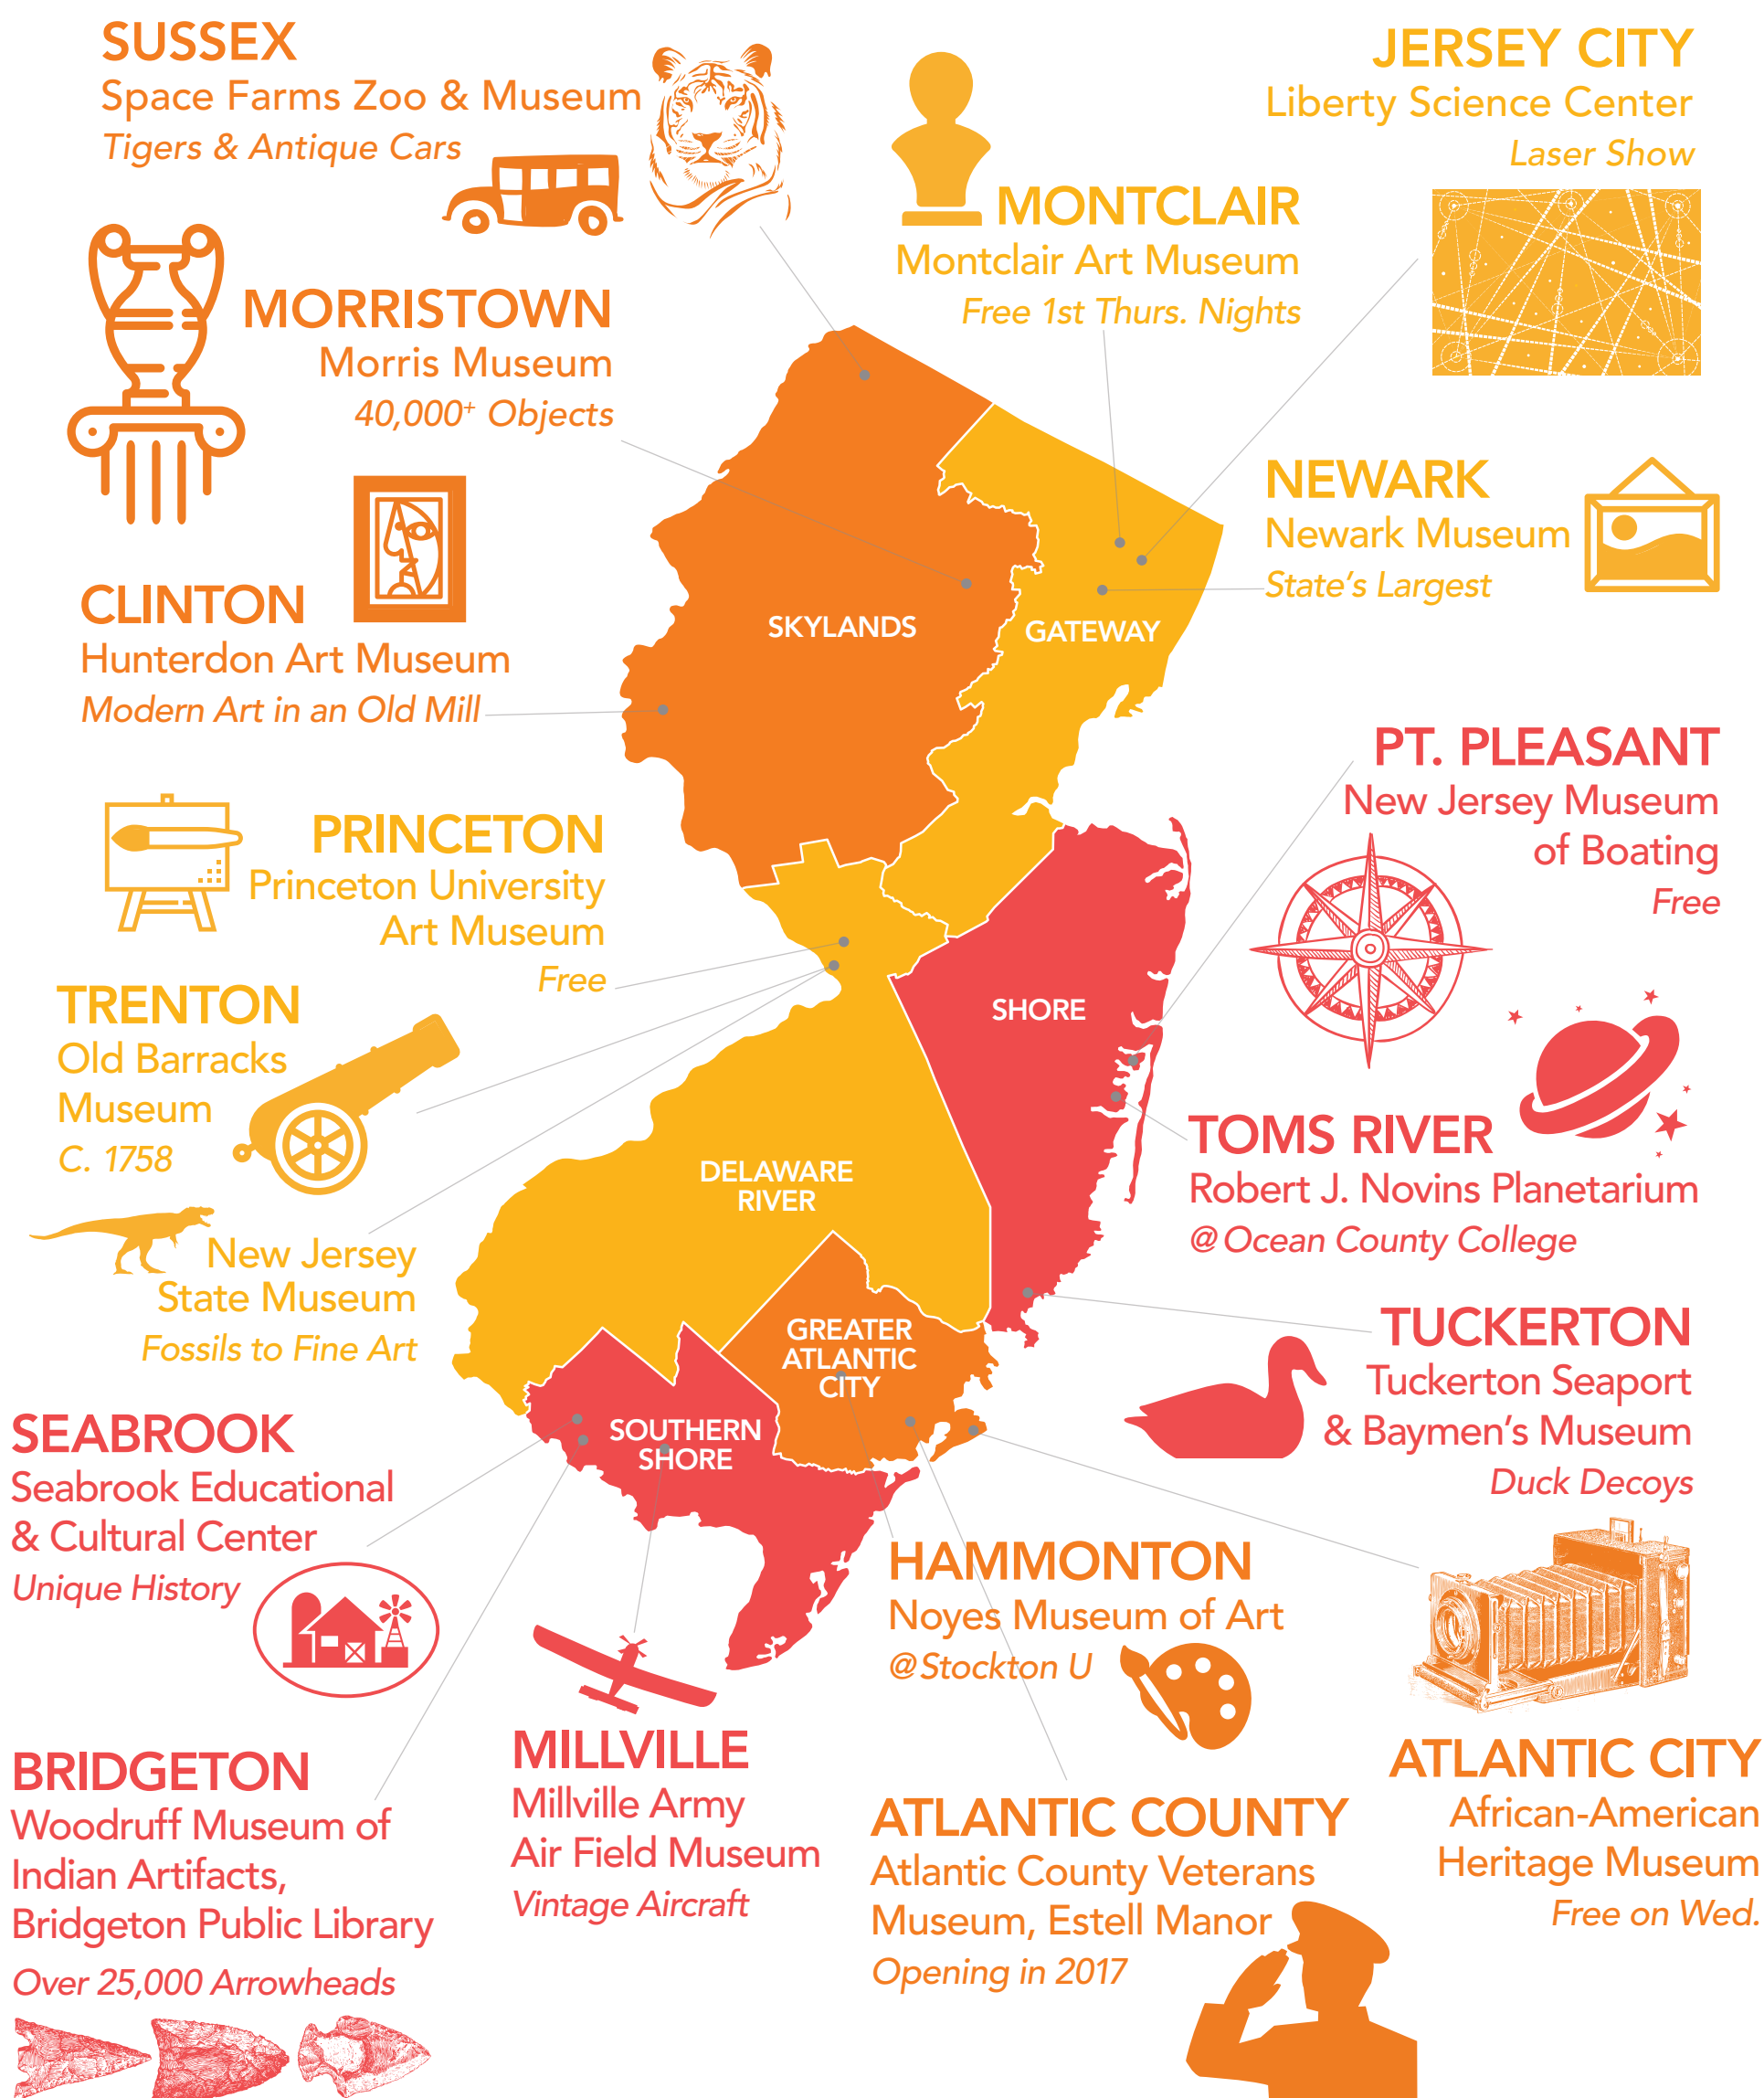 SUSSEX
Space Farms Zoo & Museum
Tigers & Antique Cars
JERSEY CITY
Liberty Science Center
Laser Show
MONTCLAIR
Montclair Art Museum
Free 1st Thurs. Nights
MORRISTOWN
Morris Museum
40,000+ Objects
NEWARK
Newark Museum
State's Largest
CLINTON
Hunterdon Art Museum
Modern Art in an Old Mill
SKYLANDS
GATEWAY
PT. PLEASANT
New Jersey Museum
of Boating
Free
PRINCETON
Princeton University
Art Museum
Free
TRENTON
Old Barracks
Museum
C. 1758
New Jersey
State Museum
Fossils to Fine Art
SHORE
DELAWARE
RIVER
TOMS RIVER
Robert J. Novins Planetarium
@ Ocean County College
GREATER
ATLANTIC
CITY
TUCKERTON
Tuckerton Seaport
& Baymen's Museum
Duck Decoys
SOUTHERN
SHORE
SEABROOK
Seabrook Educational
& Cultural Center
Unique History
HAMMONTON
Noyes Museum of Art
@ Stockton U
BRIDGETON
Woodruff Museum of
Indian Artifacts,
Bridgeton Public Library
Over 25,000 Arrowheads
MILLVILLE
Millville Army
Air Field Museum
Vintage Aircraft
ATLANTIC COUNTY
Atlantic County Veterans
Museum, Estell Manor
Opening in 2017
ATLANTIC CITY
African-American
Heritage Museum
Free on Wed.